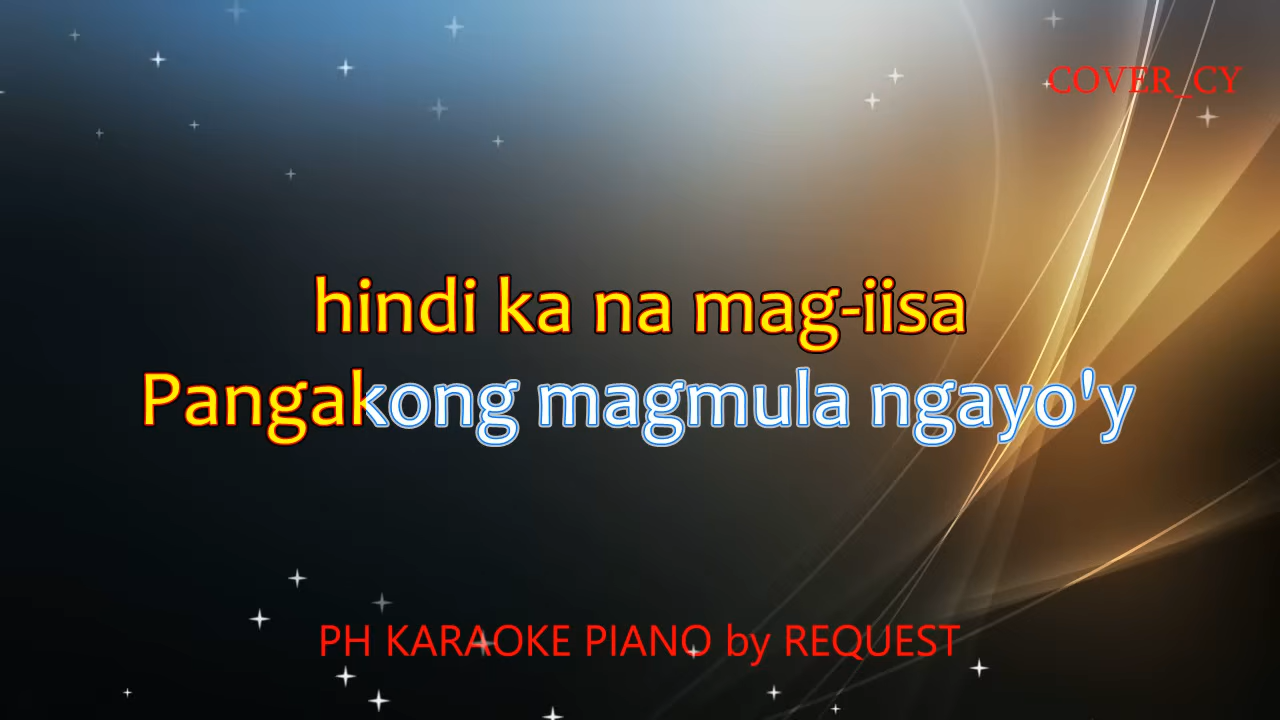 COVER_CY
hindi ka na mag-iisa
Pangakong magmula ngayo'y
PH KARAOKE PIANO by REQUEST